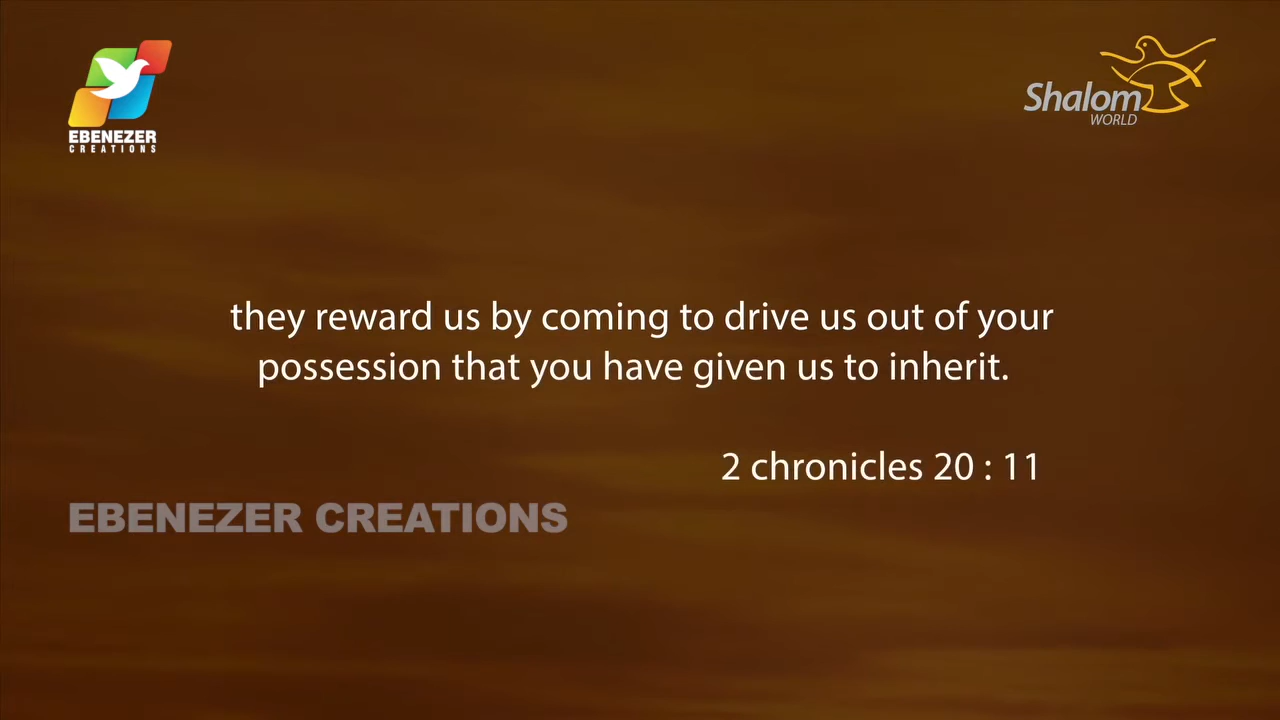 EBENEZER
CREATIONS
Shalom
WORLD
they reward us by coming to drive us out of your
possession that you have given us to inherit.
2 chronicles 20 : 11
EBENEZER CREATIONS